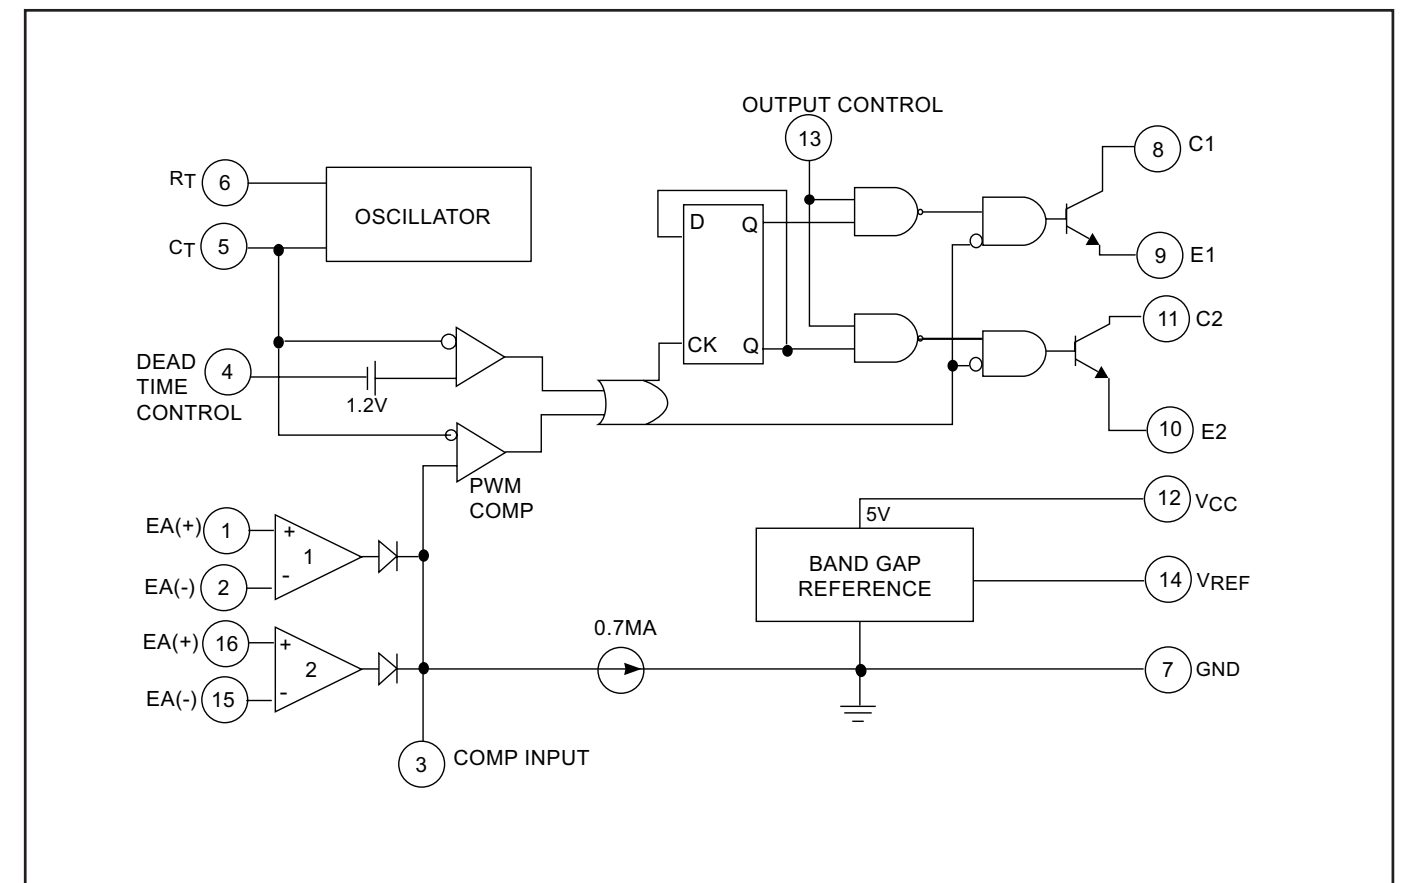 OUTPUT CONTROL
13
8 C1
RT 6
OSCILLATOR
D Q
CT 5
9 E1
11 C2
CK Q
DEAD
TIME
CONTROL
4
1.2V
10 E2
PWM
COMP
12 VCC
5V
EA(+) 1
+
1
-
EA(-) 2
BAND GAP
REFERENCE
14 VREF
EA(+) 16
+
2
-
EA(-) 15
0.7MA
7 GND
3 COMP INPUT